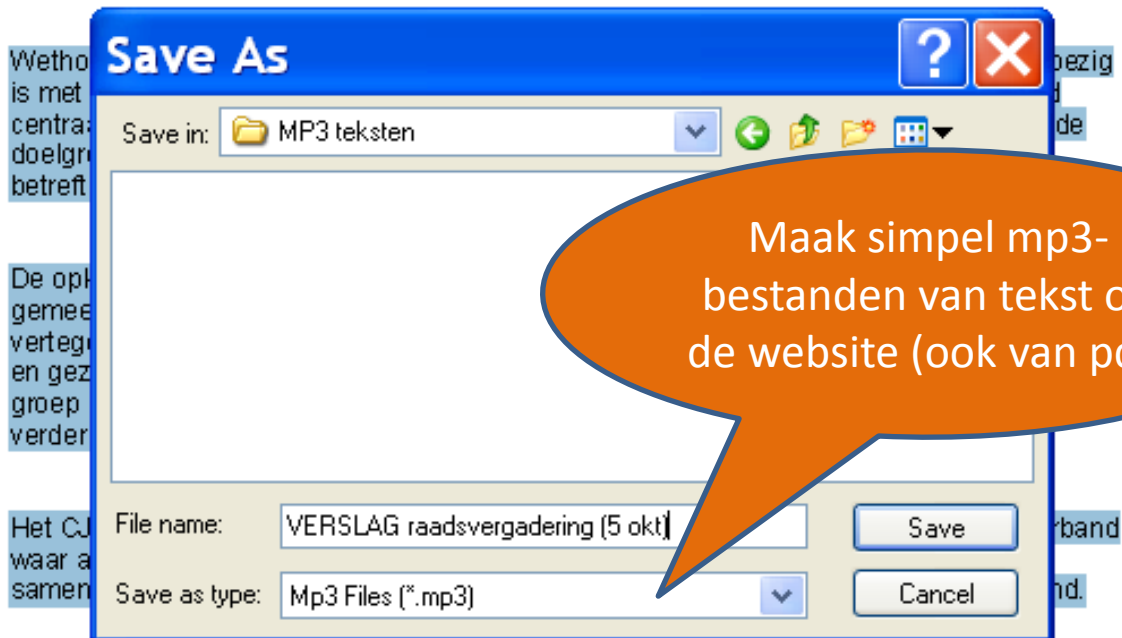 Save As
Wetho
bezig
is met
centraa
de
doelgr
betreft
Save in: MP3 teksten
Maak simpel mp3-
bestanden van tekst o
de website (ook van p
De opk
gemee
verteg
en gez
groep
verder
File name: VERSLAG raadsvergadering (5 okt)
Save
Het CJ
rband
waar a
samen
nd.
Save as type: Mp3 Files (*.mp3)
Cancel